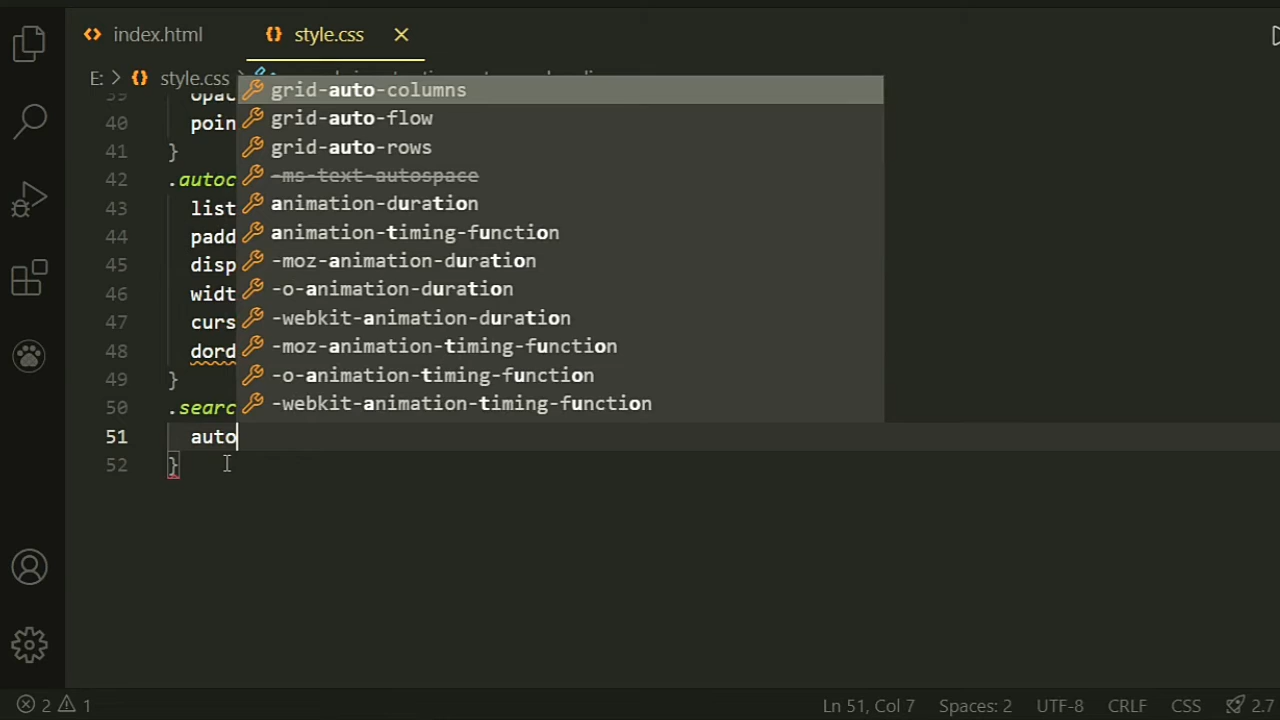 index.html
style.css
E: > style.css
40 poin
41 }
42 .autoc
43 list
44 padd
45 disp
46 widt
47 curs
48 dord
49 }
50 .searc
51 auto
52 }
grid-auto-columns
grid-auto-flow
grid-auto-rows
-ms-text-autospace
animation-duration
animation-timing-function
-moz-animation-duration
-o-animation-duration
-webkit-animation-duration
-moz-animation-timing-function
-o-animation-timing-function
-webkit-animation-timing-function
2 1
Ln 51, Col 7 Spaces: 2 UTF-8 CRLF CSS 2.7